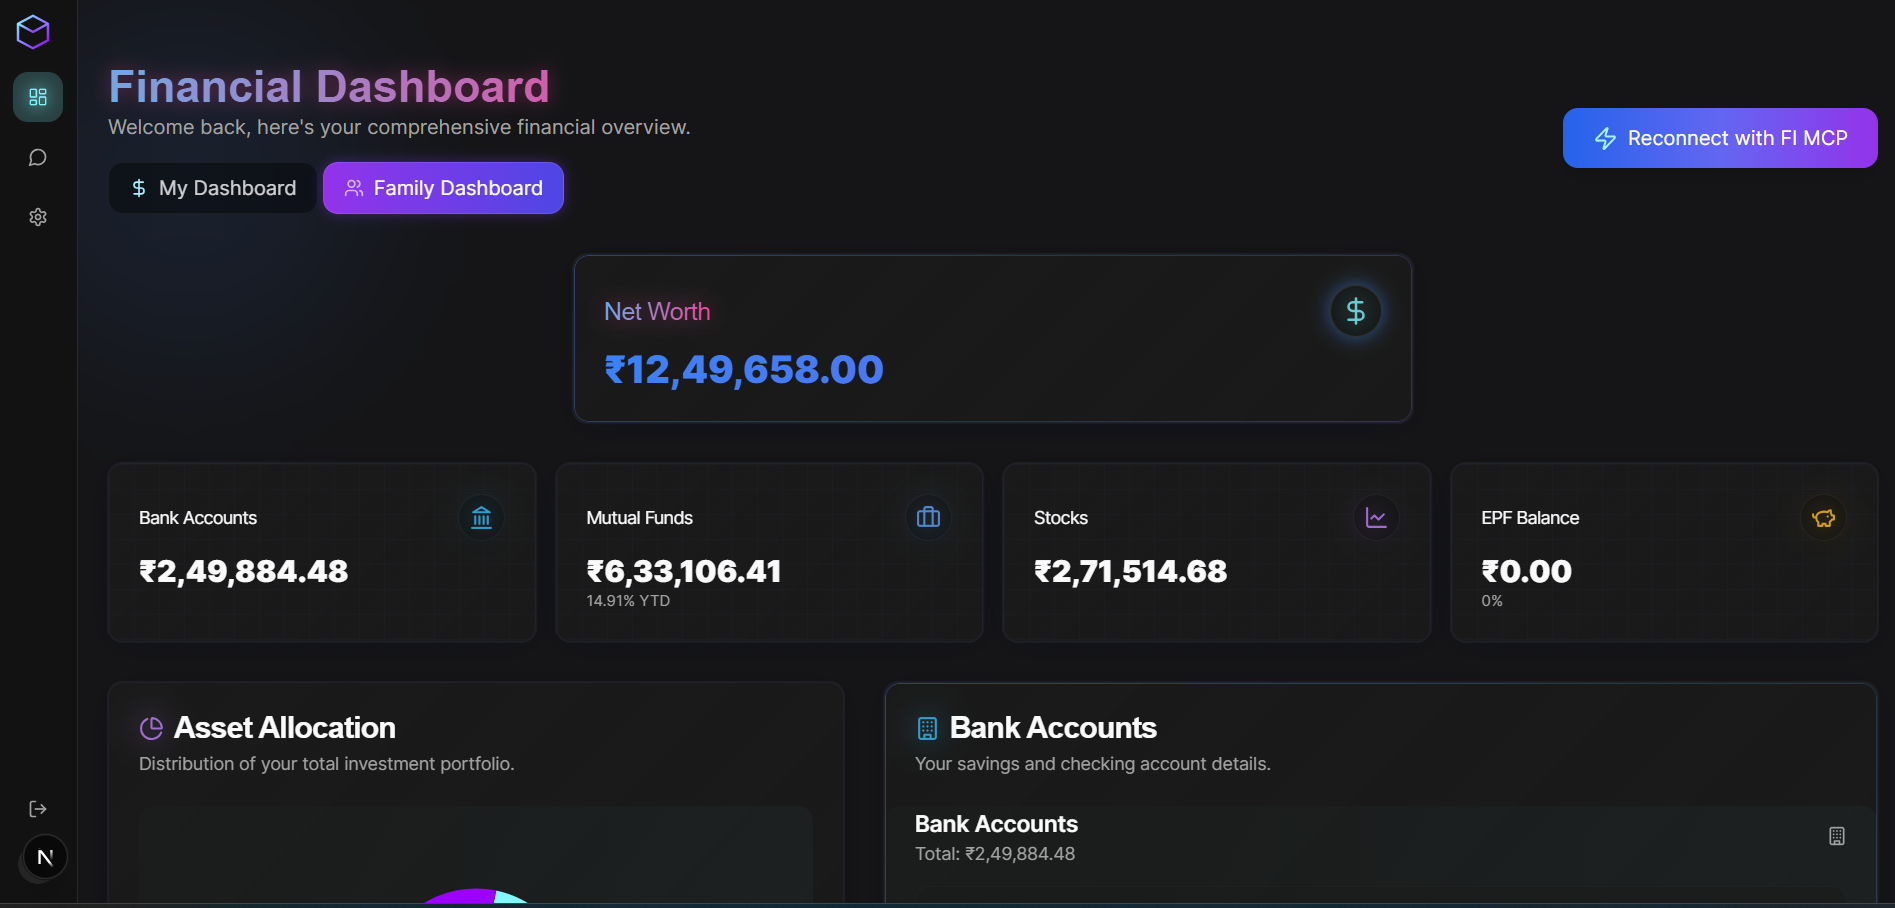 Financial Dashboard
Welcome back, here's your comprehensive financial overview.
Reconnect with FI MCP
My Dashboard
Family Dashboard
Net Worth
₹12,49,658.00
Bank Accounts
₹2,49,884.48
Mutual Funds
₹6,33,106.41
14.91% YTD
Stocks
₹2,71,514.68
EPF Balance
₹0.00
0%
Asset Allocation
Distribution of your total investment portfolio.
Bank Accounts
Your savings and checking account details.
Bank Accounts
Total: ₹2,49,884.48
N